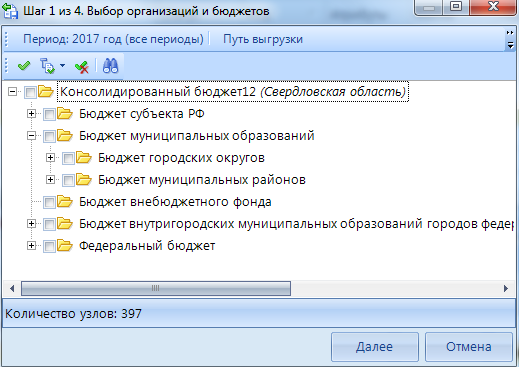 Шаг 1 из 4. Выбор организаций и бюджетов
Период: 2017 год (все периоды) Путь выгрузки
Консолидированный бюджет12 (Свердловская область)
Бюджет субъекта РФ
Бюджет муниципальных образований
Бюджет городских округов
Бюджет муниципальных районов
Бюджет внебюджетного фонда
Бюджет внутригородских муниципальных образований городов федер
Федеральный бюджет
Количество узлов: 397
Далее Отмена